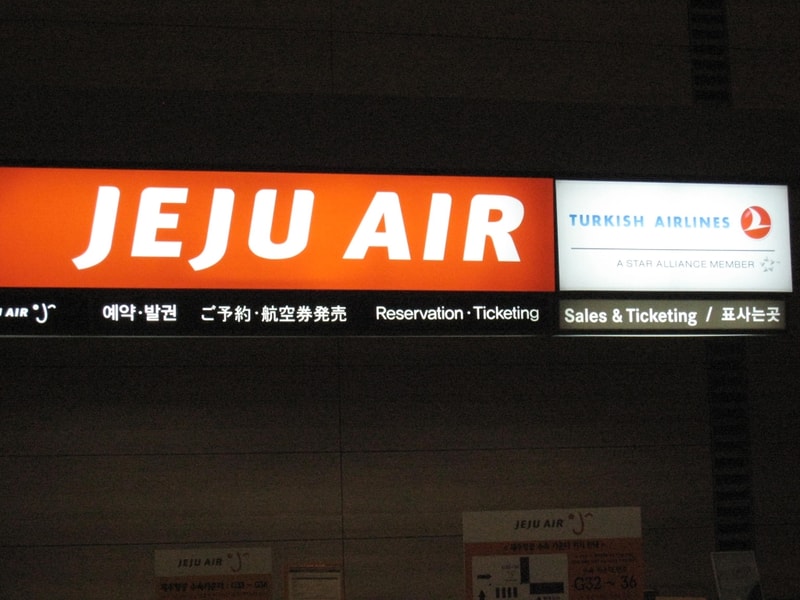 JEJU AIR
TURKISH AIRLINES
A STAR ALLIANCE MEMBER
AIR
예약·발권 ご予約·航空券発売 Reservation·Ticketing
Sales & Ticketing / 표사는곳
JEJU AIR
G32 ~ 36
JEJU AIR